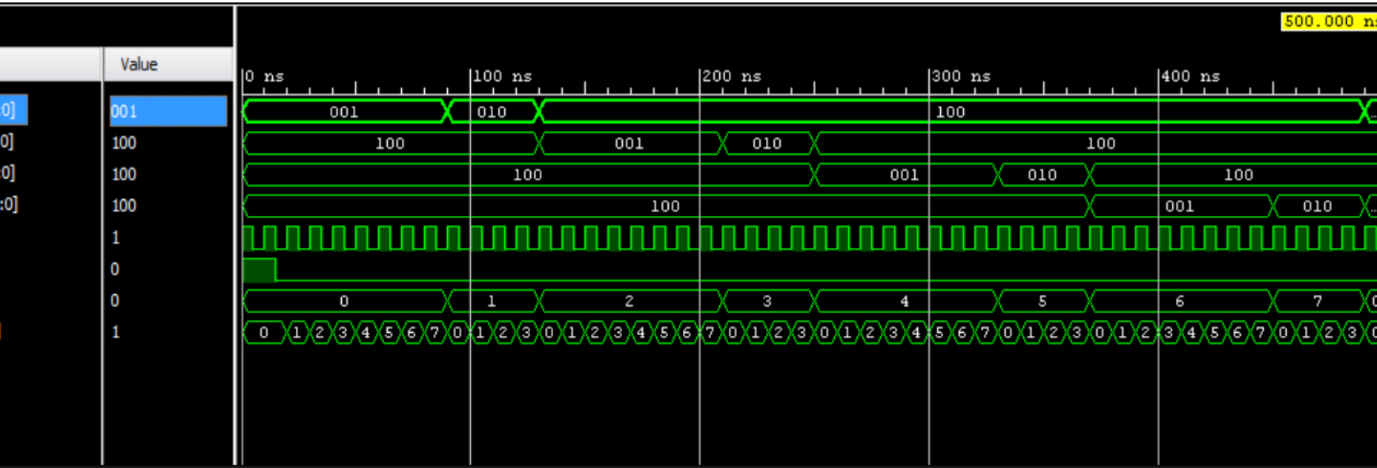 500.000 ns
Value
0 ns 100 ns 200 ns 300 ns 400 ns
:0] 001 001 010 100 ..
0] 100 100 001 010 100
:0] 100 100 001 010 100
:0] 100 100 001 010 ..
1
0
0 0 1 2 3 4 5 6 7 0
] 1 0 1 2 3 4 5 6 7 0 1 2 3 0 1 2 3 4 5 6 7 0 1 2 3 0 1 2 3 4 5 6 7 0 1 2 3 0 1 2 3 4 5 6 7 0 1 2 3 0